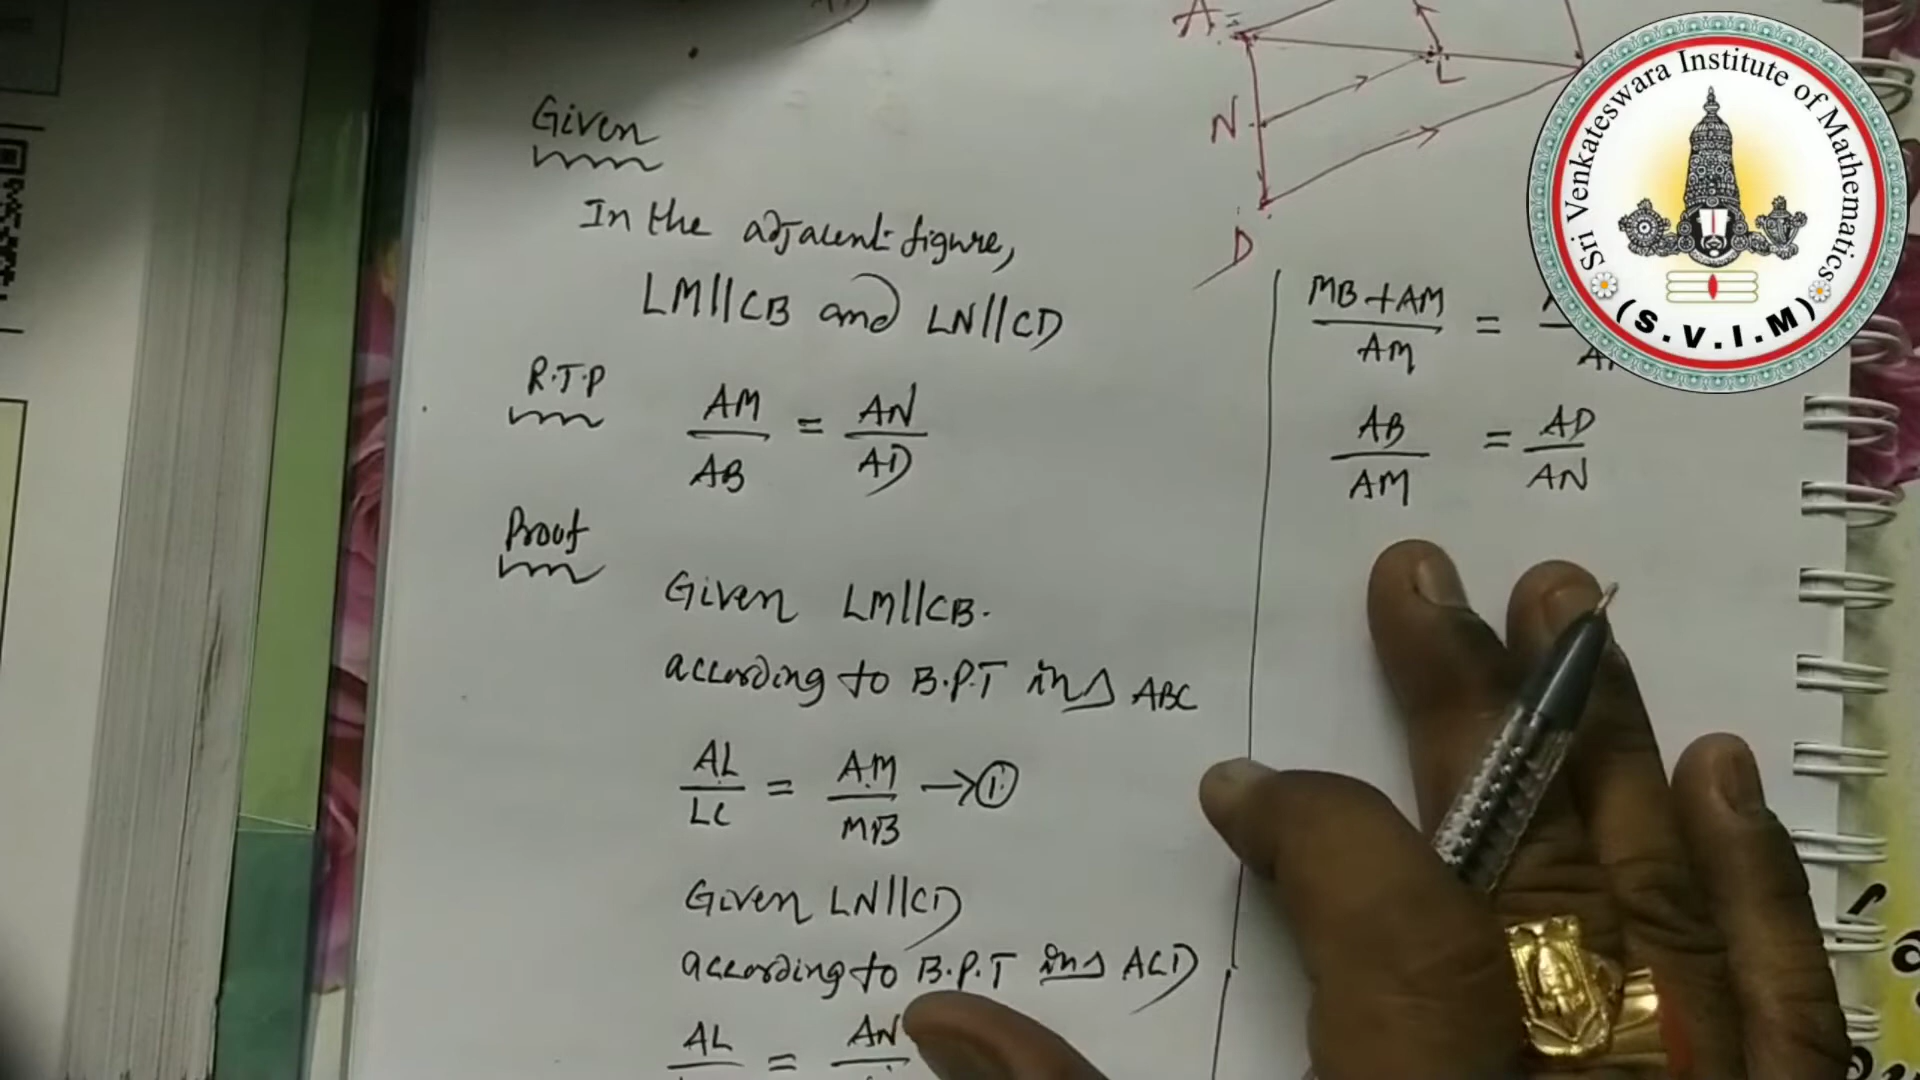 A
L
N
D
Given
In the adjacent figure,
LM||CB and LN||CD
R.T.P
AM/AB = AN/AD
Proof
Given LM||CB.
according to B.P.T in △ ABC
AL/LC = AM/MB → ①
Given LN||CD
according to B.P.T in △ ACD
AL = AN
MB+AM/AM =
AB/AM = AD/AN
Sri Venkateswara Institute of Mathematics
(S.V.I.M)